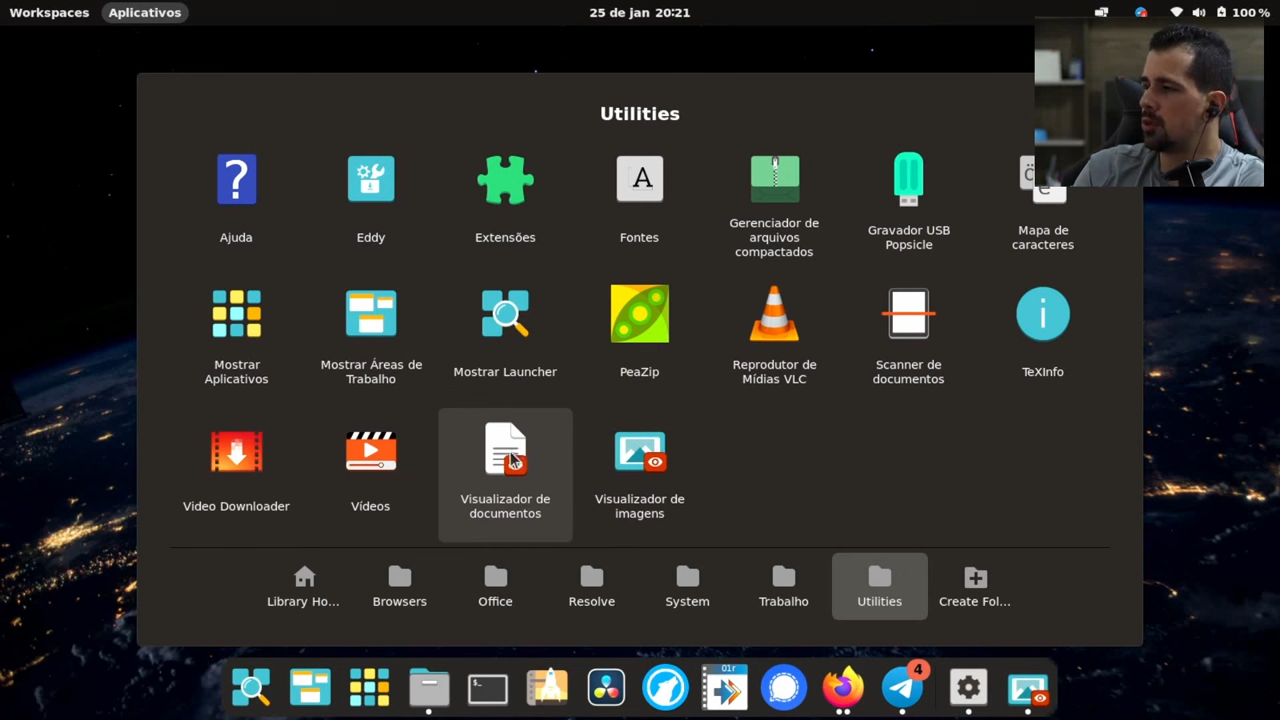 Workspaces
Aplicativos
25 de jan 20:21
100 %
Utilities
?
A
Ajuda
Eddy
Extensões
Fontes
Gerenciador de
arquivos
compactados
Gravador USB
Popsicle
Mapa de
caracteres
i
Mostrar
Aplicativos
Mostrar Áreas de
Trabalho
Mostrar Launcher
PeaZip
Reprodutor de
Mídias VLC
Scanner de
documentos
TeXInfo
Video Downloader
Vídeos
Visualizador de
documentos
Visualizador de
imagens
Library Ho...
Browsers
Office
Resolve
System
Trabalho
Utilities
Create Fol...
$_
01r
4